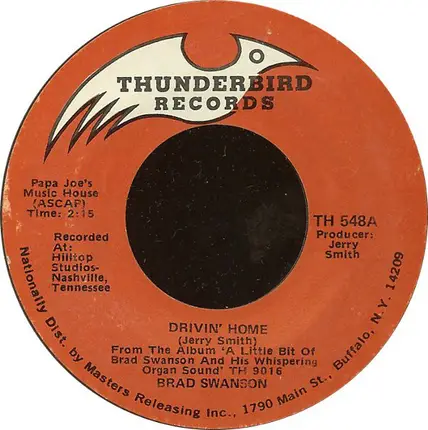 THUNDERBIRD
RECORDS
Papa Joe's
Music House
(ASCAP)
Time: 2:15
Recorded
At:
Hilltop
Studios-
Nashville,
Tennessee
TH 548A
Producer:
Jerry
Smith
DRIVIN' HOME
(Jerry Smith)
From The Album 'A Little Bit Of
Brad Swanson And His Whispering
Organ Sound' TH 9016
BRAD SWANSON
Nationally Dist. by Masters Releasing Inc., 1790 Main St., Buffalo, N.Y. 14209